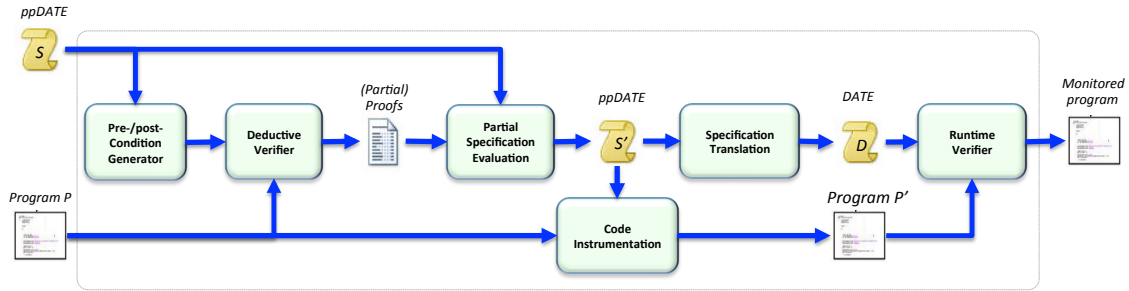 ppDATE
S
Pre-/post-
Condition
Generator
Deductive
Verifier
(Partial)
Proofs
Partial
Specification
Evaluation
ppDATE
S'
Specification
Translation
DATE
D
Runtime
Verifier
Monitored
program
Program P
Code
Instrumentation
Program P'